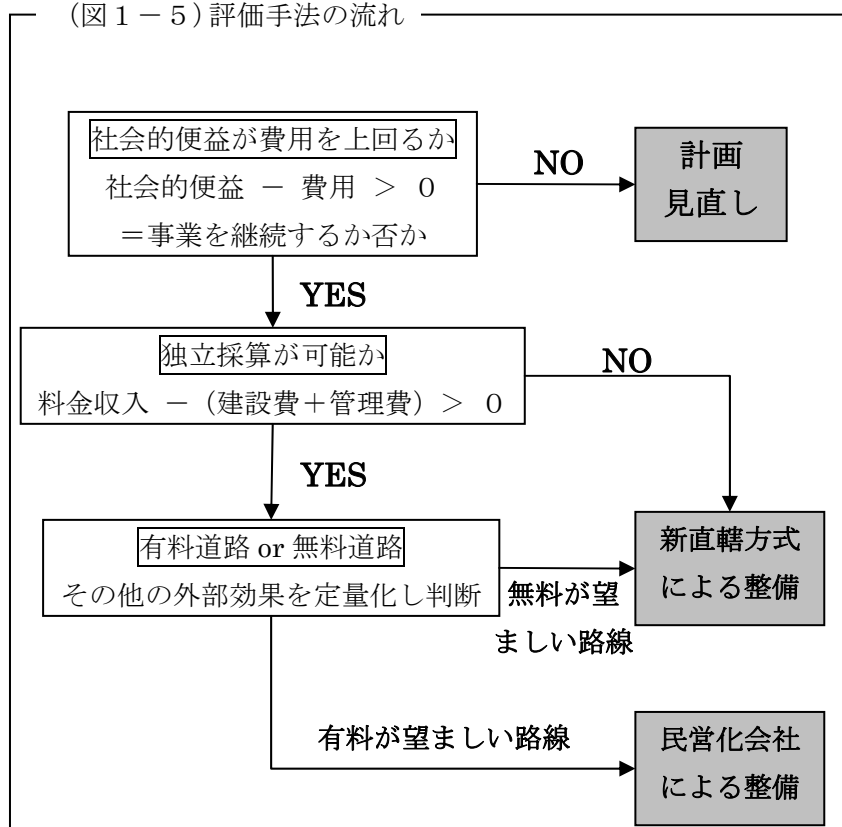 (図1－5)評価手法の流れ
社会的便益が費用を上回るか
社会的便益 － 費用 ＞ ０
＝事業を継続するか否か
NO
計画
見直し
YES
独立採算が可能か
料金収入 －（建設費＋管理費）＞ ０
NO
YES
有料道路 or 無料道路
その他の外部効果を定量化し判断
無料が望
ましい路線
新直轄方式
による整備
有料が望ましい路線
民営化会社
による整備